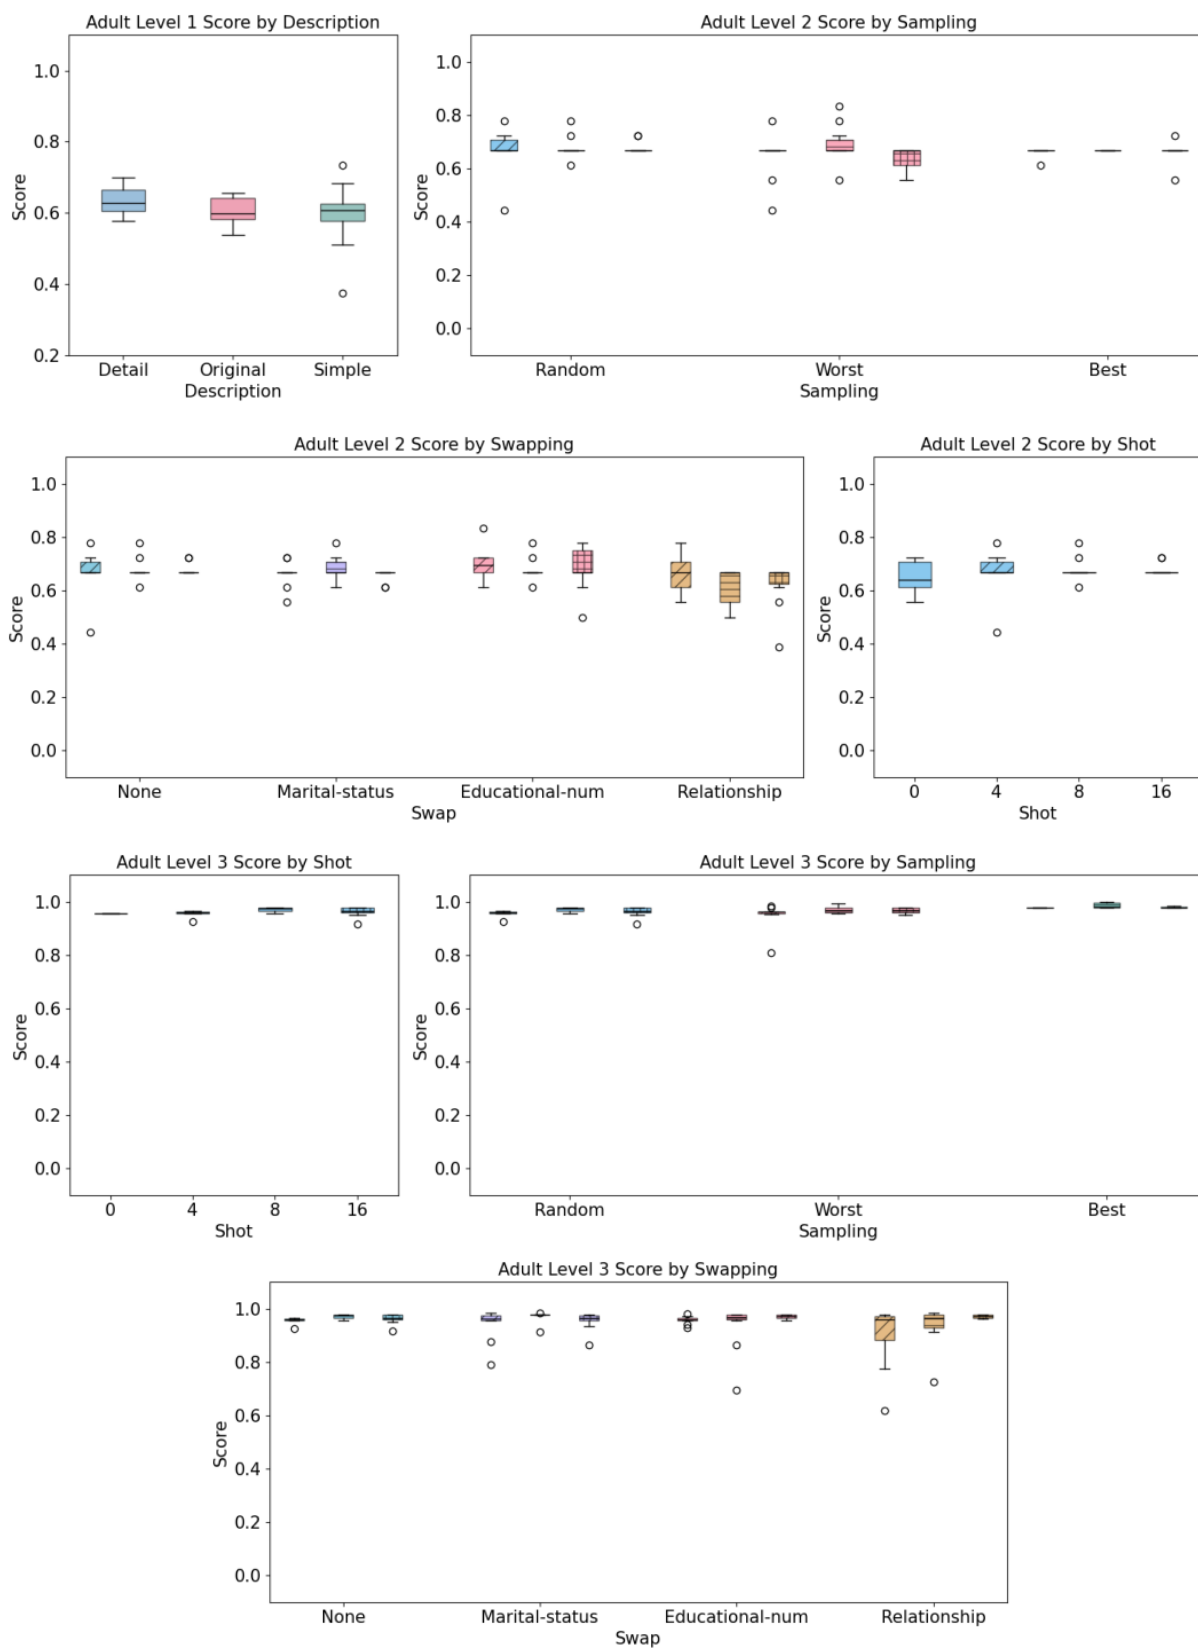 Adult Level 1 Score by Description
Score
1.0
0.8
0.6
0.4
0.2
Detail Original Simple
Description
Adult Level 2 Score by Sampling
Score
1.0
0.8
0.6
0.4
0.2
0.0
Random Worst Best
Sampling
Adult Level 2 Score by Swapping
Score
1.0
0.8
0.6
0.4
0.2
0.0
None Marital-status Educational-num Relationship
Swap
Adult Level 2 Score by Shot
Score
1.0
0.8
0.6
0.4
0.2
0.0
0 4 8 16
Shot
Adult Level 3 Score by Shot
Score
1.0
0.8
0.6
0.4
0.2
0.0
0 4 8 16
Shot
Adult Level 3 Score by Sampling
Score
1.0
0.8
0.6
0.4
0.2
0.0
Random Worst Best
Sampling
Adult Level 3 Score by Swapping
Score
1.0
0.8
0.6
0.4
0.2
0.0
None Marital-status Educational-num Relationship
Swap